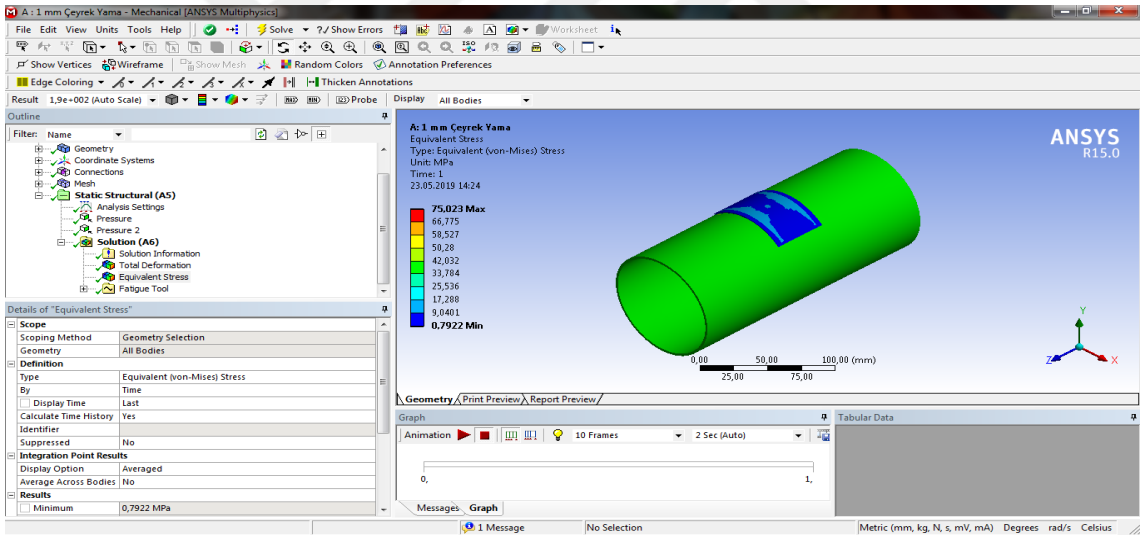 A : 1 mm Çeyrek Yama - Mechanical [ANSYS Multiphysics]
File Edit View Units Tools Help Solve ?/ Show Errors Worksheet
Show Vertices Wireframe Show Mesh Random Colors Annotation Preferences
Edge Coloring Thicken Annotations
Result 1,9e+002 (Auto Scale) Probe Display All Bodies
Outline
Filter: Name
Geometry
Coordinate Systems
Connections
Mesh
Static Structural (A5)
Analysis Settings
Pressure
Pressure 2
Solution (A6)
Solution Information
Total Deformation
Equivalent Stress
Fatigue Tool
Details of "Equivalent Stress"
Scope
Scoping Method Geometry Selection
Geometry All Bodies
Definition
Type Equivalent (von-Mises) Stress
By Time
Display Time Last
Calculate Time History Yes
Identifier
Suppressed No
Integration Point Results
Display Option Averaged
Average Across Bodies No
Results
Minimum 0,7922 MPa
A: 1 mm Çeyrek Yama
Equivalent Stress
Type: Equivalent (von-Mises) Stress
Unit: MPa
Time: 1
23.05.2019 14:24
75,023 Max
66,775
58,527
50,28
42,032
33,784
25,536
17,288
9,0401
0,7922 Min
ANSYS
R15.0
0,00 50,00 100,00 (mm)
25,00 75,00
Y
Z X
Geometry Print Preview Report Preview
Graph
Animation 10 Frames 2 Sec (Auto)
0, 1,
Messages Graph
Tabular Data
1 Message No Selection Metric (mm, kg, N, s, mV, mA) Degrees rad/s Celsius